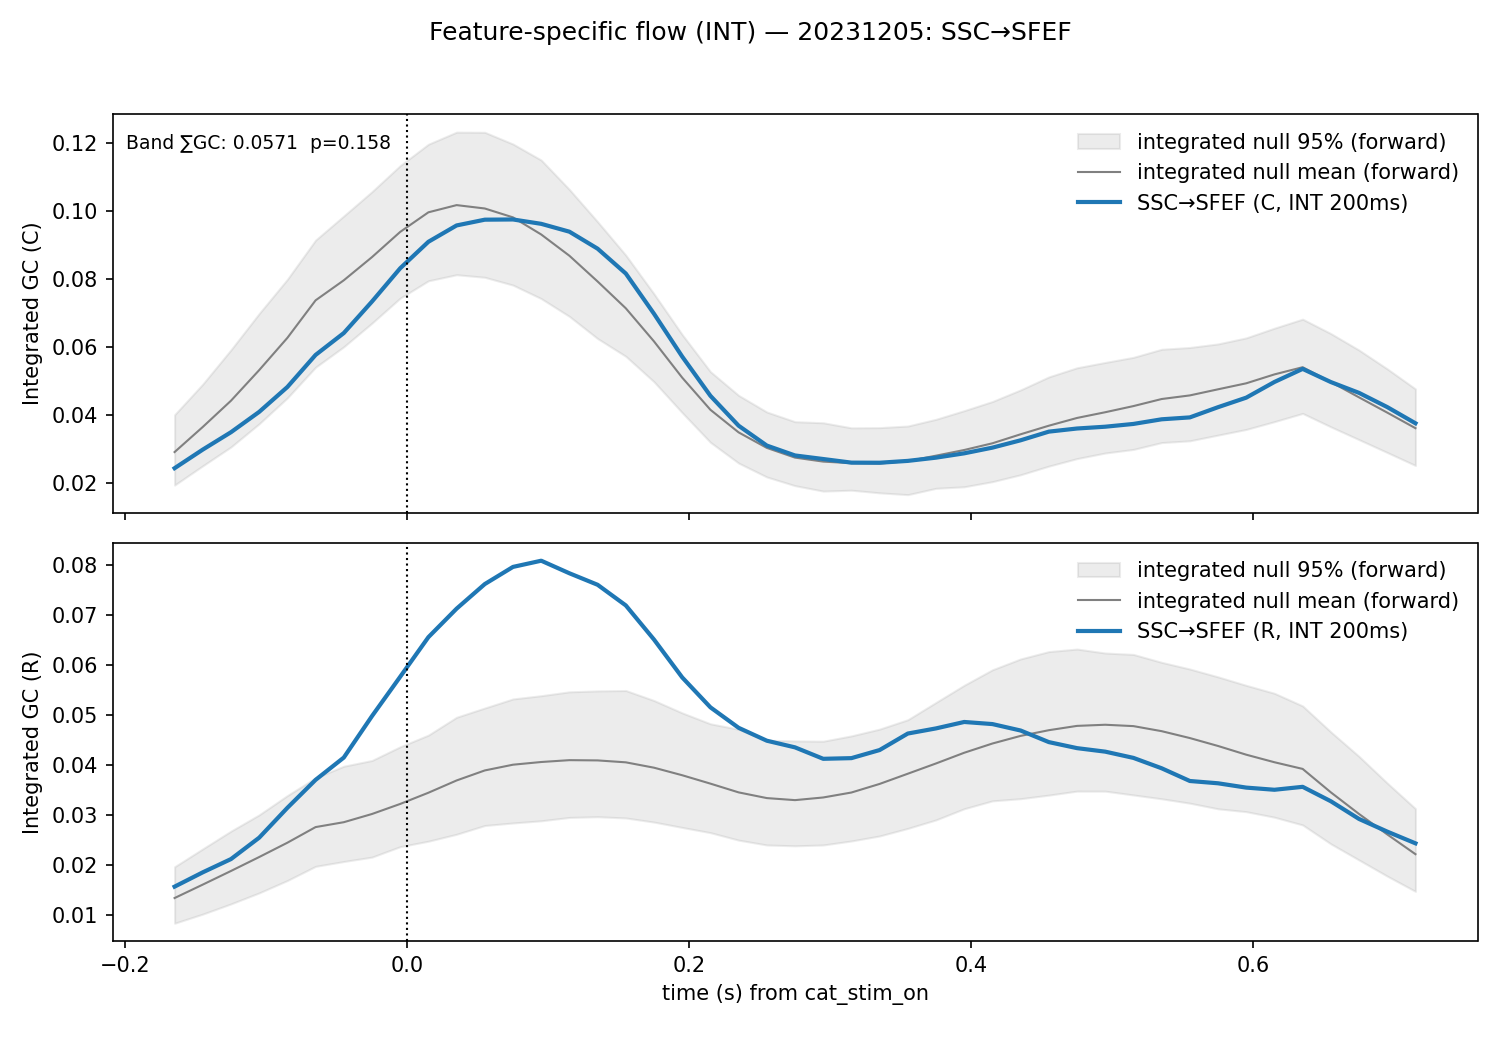 Feature-specific flow (INT) — 20231205: SSC→SFEF
Band ∑GC: 0.0571  p=0.158
integrated null 95% (forward)
integrated null mean (forward)
SSC→SFEF (C, INT 200ms)
Integrated GC (C)
0.12
0.10
0.08
0.06
0.04
0.02
integrated null 95% (forward)
integrated null mean (forward)
SSC→SFEF (R, INT 200ms)
Integrated GC (R)
0.08
0.07
0.06
0.05
0.04
0.03
0.02
0.01
−0.2 0.0 0.2 0.4 0.6
time (s) from cat_stim_on